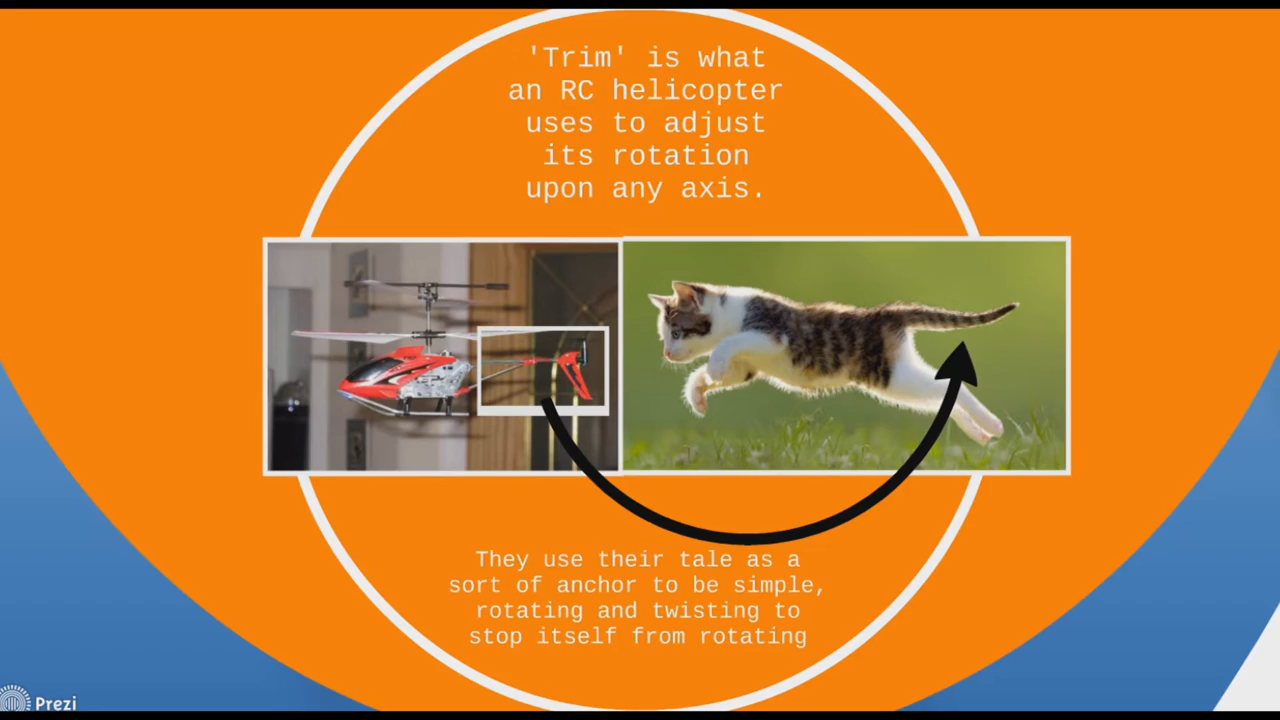 'Trim' is what
an RC helicopter
uses to adjust
its rotation
upon any axis.
They use their tale as a
sort of anchor to be simple,
rotating and twisting to
stop itself from rotating
Prezi